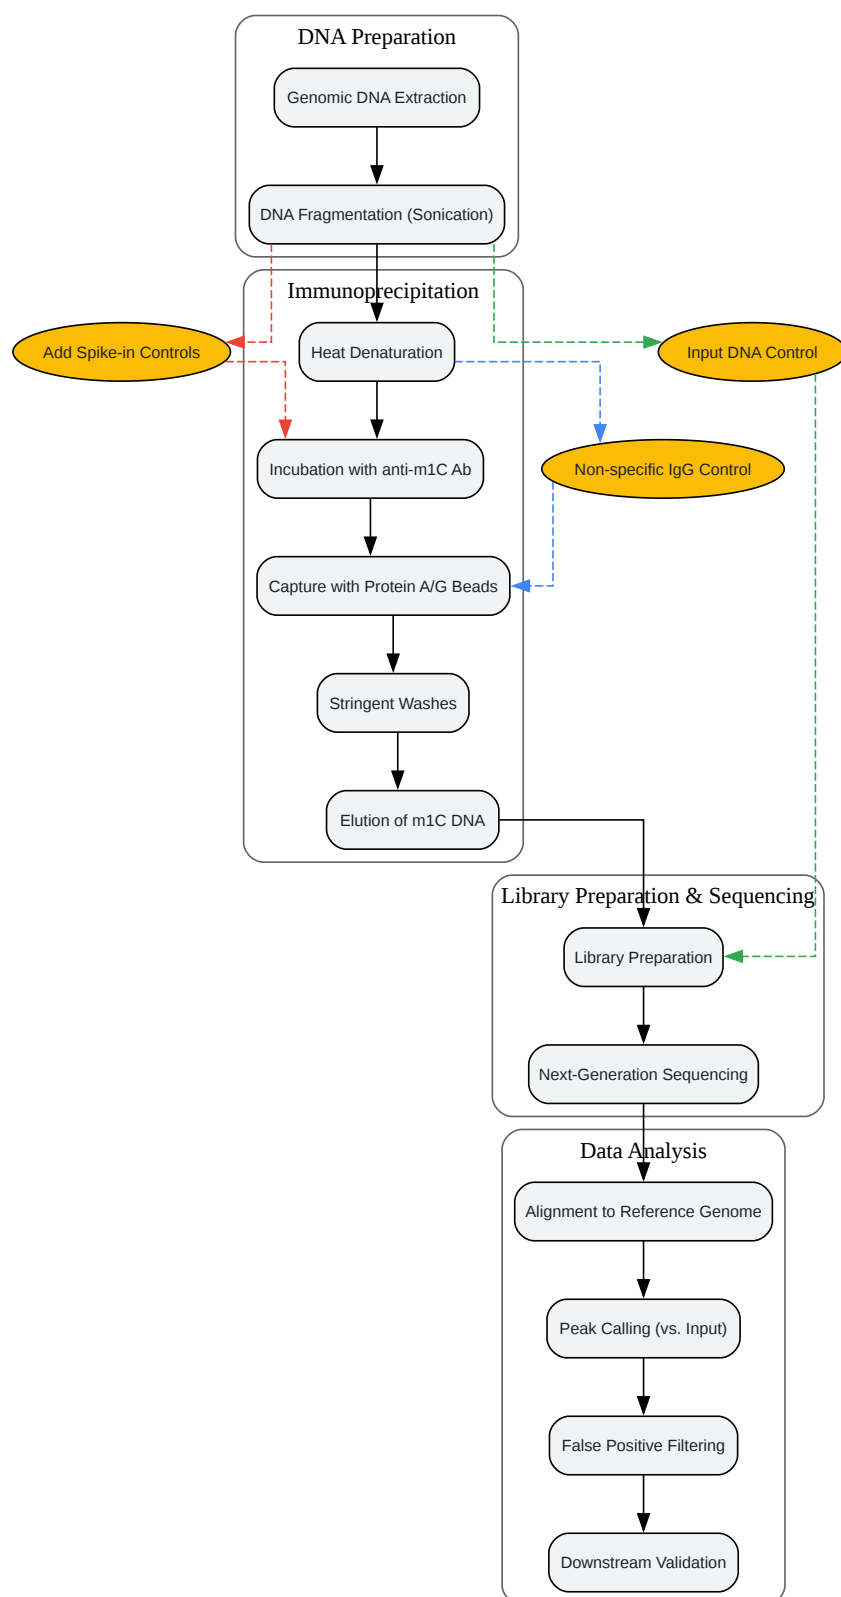 DNA Preparation
Genomic DNA Extraction
DNA Fragmentation (Sonication)
Immunoprecipitation
Add Spike-in Controls
Heat Denaturation
Input DNA Control
Incubation with anti-m1C Ab
Non-specific IgG Control
Capture with Protein A/G Beads
Stringent Washes
Elution of m1C DNA
Library Preparation & Sequencing
Library Preparation
Next-Generation Sequencing
Data Analysis
Alignment to Reference Genome
Peak Calling (vs. Input)
False Positive Filtering
Downstream Validation